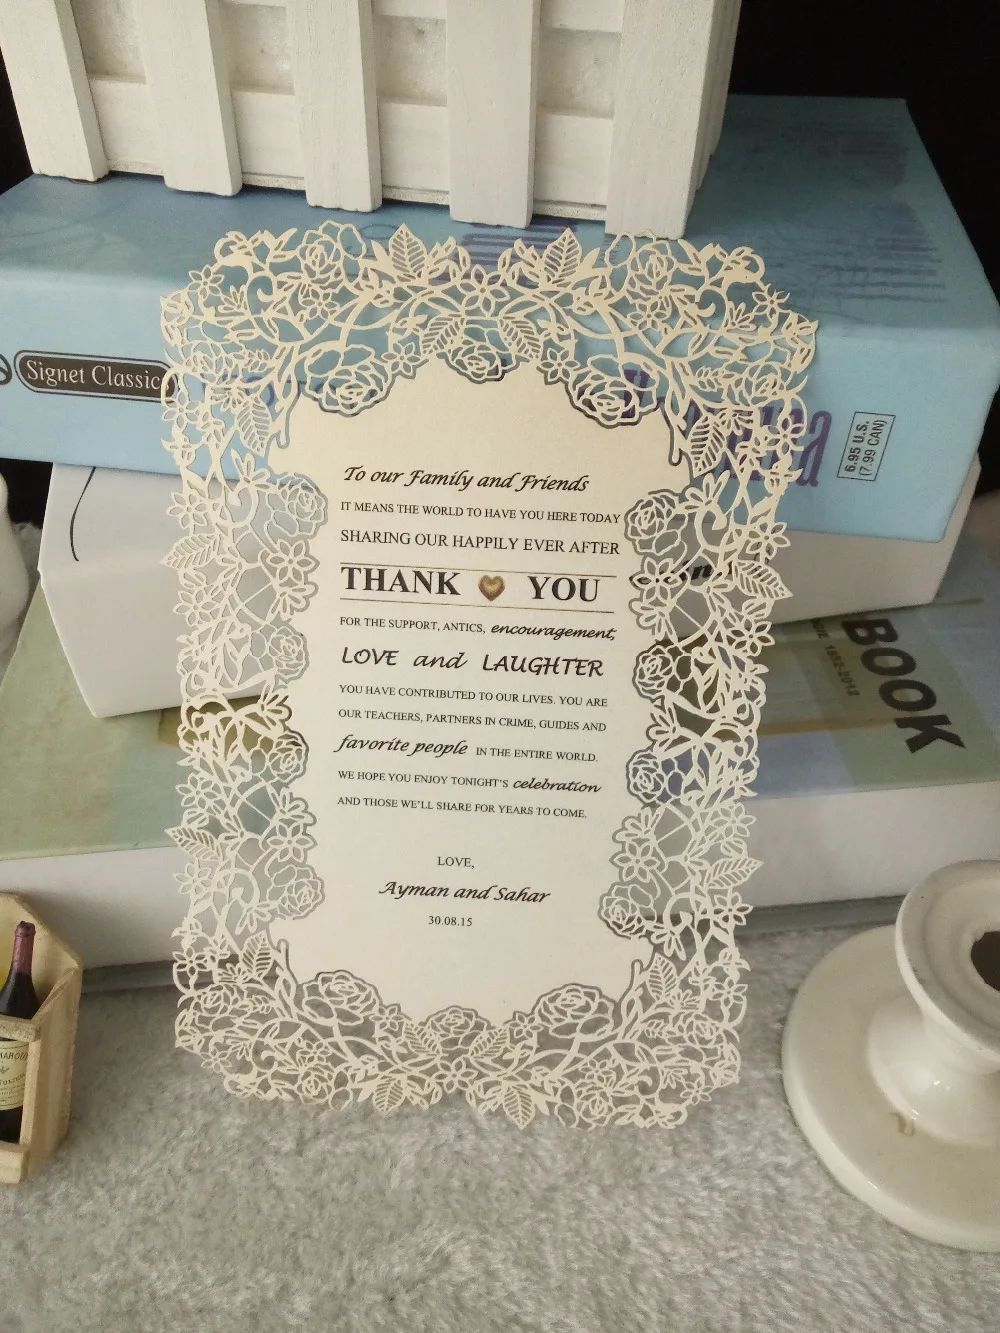 Signet Classic
6.95 U.S.
(7.99 CAN)
To our Family and Friends
IT MEANS THE WORLD TO HAVE YOU HERE TODAY
SHARING OUR HAPPILY EVER AFTER
THANK YOU
FOR THE SUPPORT, ANTICS, encouragement,
LOVE and LAUGHTER
YOU HAVE CONTRIBUTED TO OUR LIVES. YOU ARE
OUR TEACHERS, PARTNERS IN CRIME, GUIDES AND
favorite people IN THE ENTIRE WORLD.
WE HOPE YOU ENJOY TONIGHT'S celebration
AND THOSE WE'LL SHARE FOR YEARS TO COME.
LOVE,
Ayman and Sahar
30.08.15
BOOK